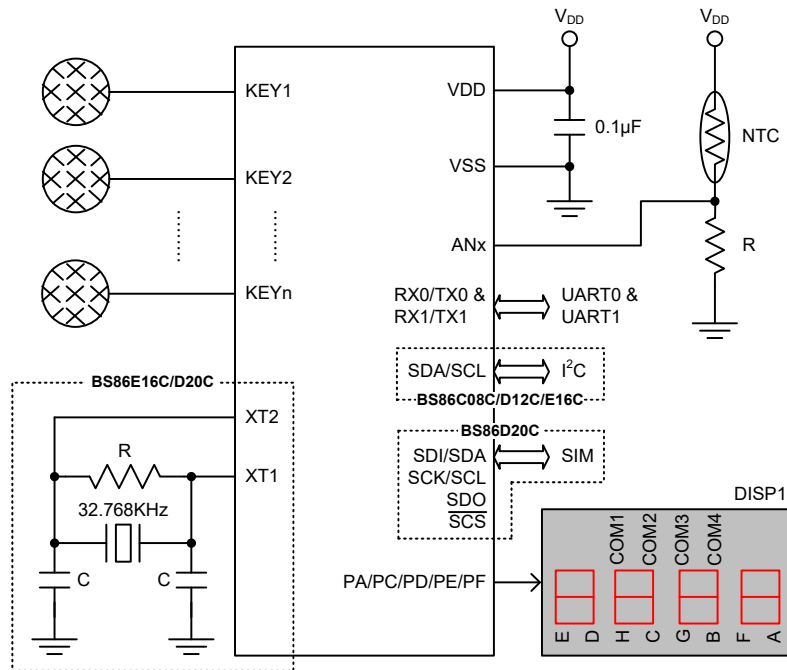 V_DD
V_DD
KEY1
VDD
0.1µF
NTC
KEY2
VSS
ANx
R
KEYn
RX0/TX0 &
RX1/TX1
UART0 &
UART1
SDA/SCL
I²C
BS86C08C/D12C/E16C
BS86E16C/D20C
XT2
BS86D20C
R
XT1
SDI/SDA
SCK/SCL
SDO
SCS
SIM
32.768KHz
DISP1
C
C
PA/PC/PD/PE/PF
COM1
COM2
COM3
COM4
E
D
H
C
G
B
F
A